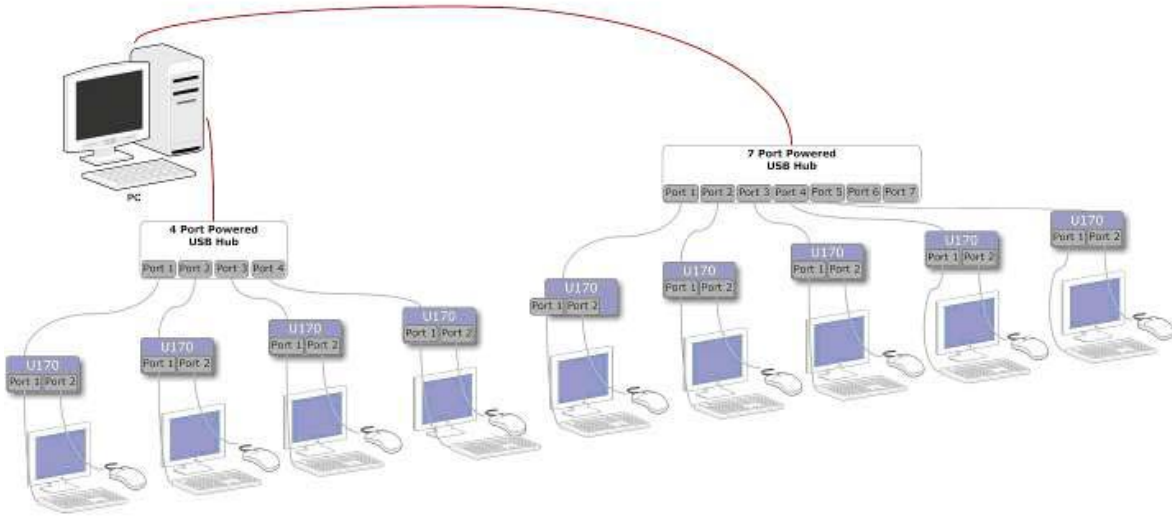 PC
7 Port Powered
USB Hub
Port 1 Port 2 Port 3 Port 4 Port 5 Port 6 Port 7
4 Port Powered
USB Hub
Port 1 Port 2 Port 3 Port 4
U170
Port 1 Port 2
U170
Port 1 Port 2
U170
Port 1 Port 2
U170
Port 1 Port 2
U170
Port 1 Port 2
U170
Port 1 Port 2
U170
Port 1 Port 2
U170
Port 1 Port 2
U170
Port 1 Port 2